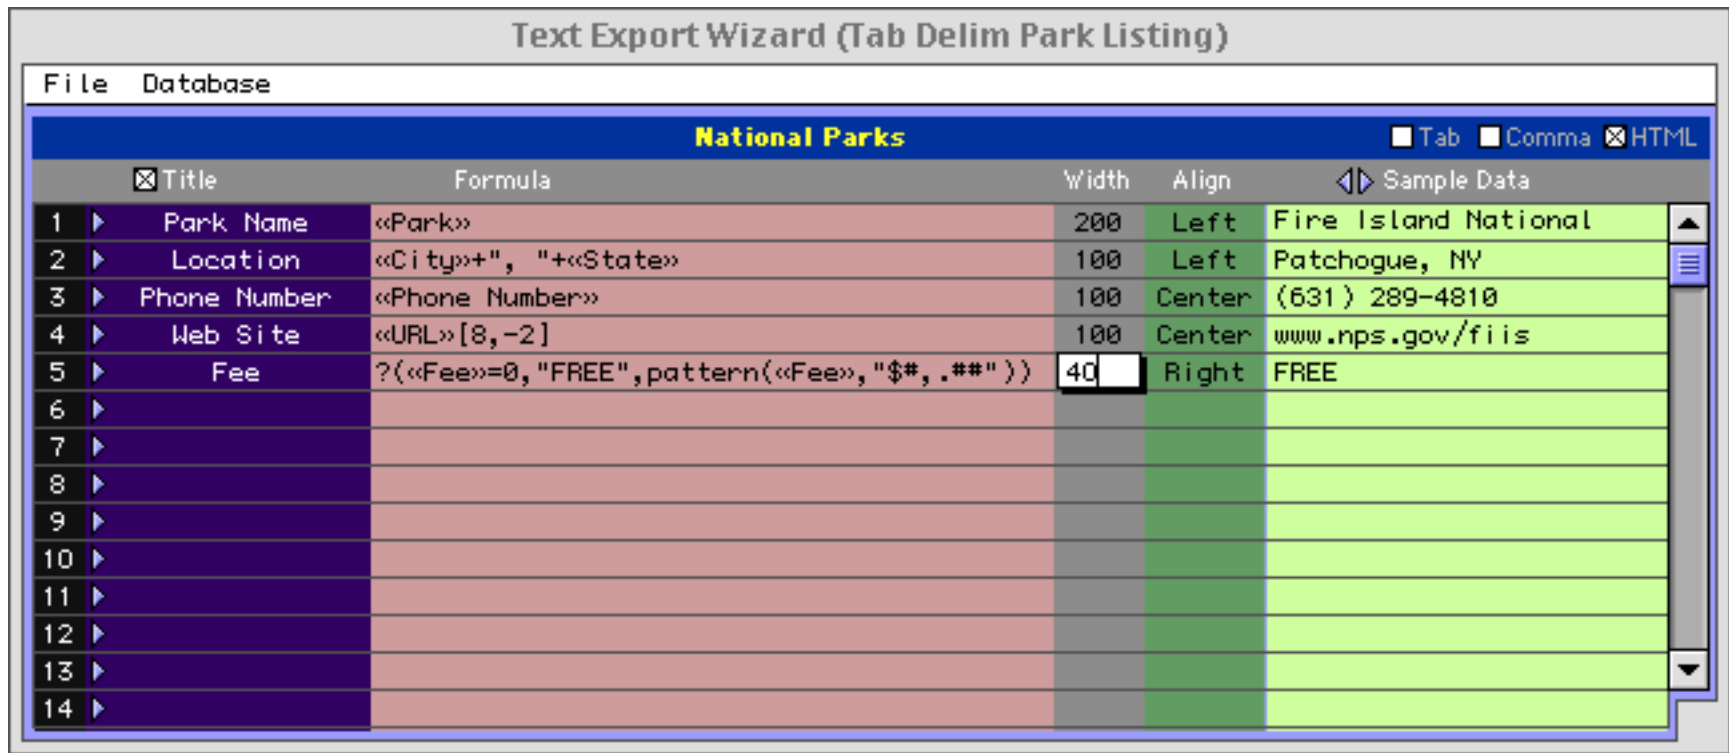 Text Export Wizard (Tab Delim Park Listing)
File Database
National Parks Tab Comma HTML
Title Formula Width Align Sample Data
1 Park Name «Park» 200 Left Fire Island National
2 Location «City»+", "+«State» 100 Left Patchogue, NY
3 Phone Number «Phone Number» 100 Center (631) 289-4810
4 Web Site «URL»[8,-2] 100 Center www.nps.gov/fiis
5 Fee ?(«Fee»=0,"FREE",pattern(«Fee»,"$#,.##")) 40 Right FREE
6
7
8
9
10
11
12
13
14